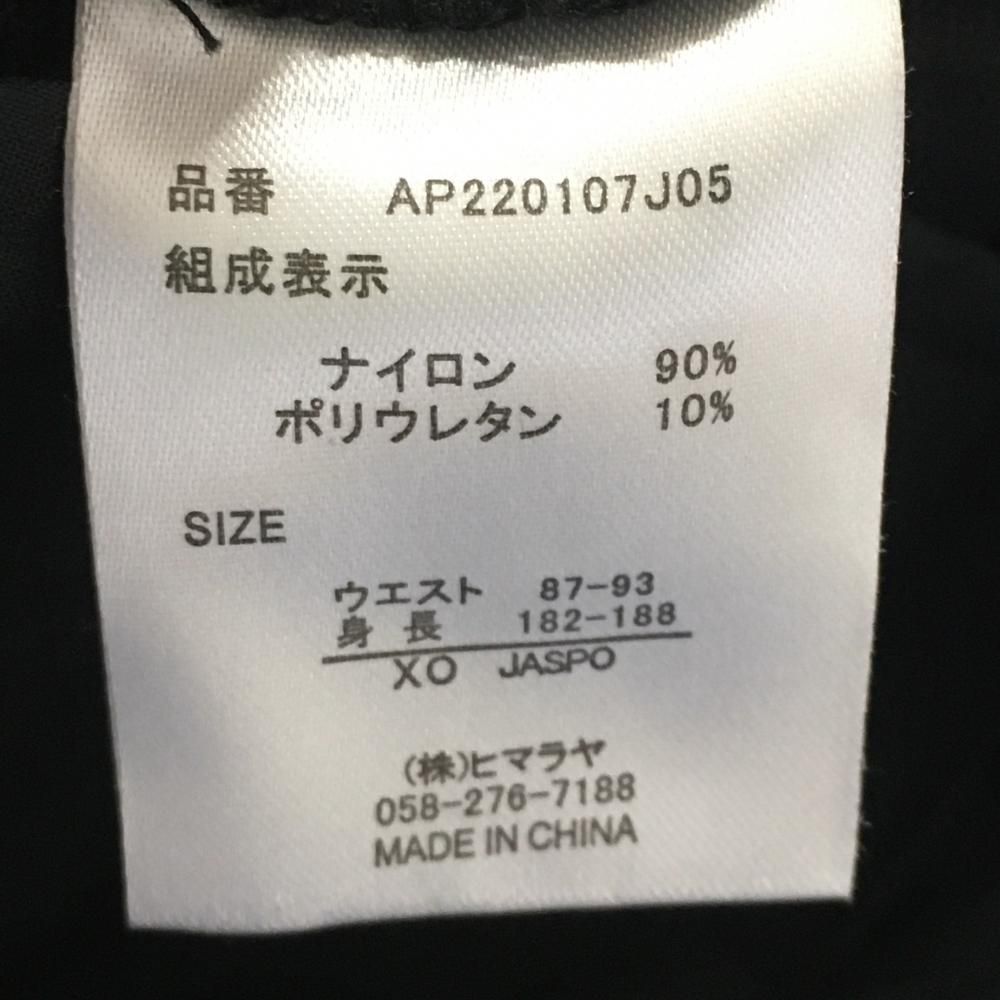 品番 AP220107J05
組成表示
ナイロン 90%
ポリウレタン 10%
SIZE
ウエスト 87-93
身長 182-188
XO JASPO
(株)ヒマラヤ
058-276-7188
MADE IN CHINA